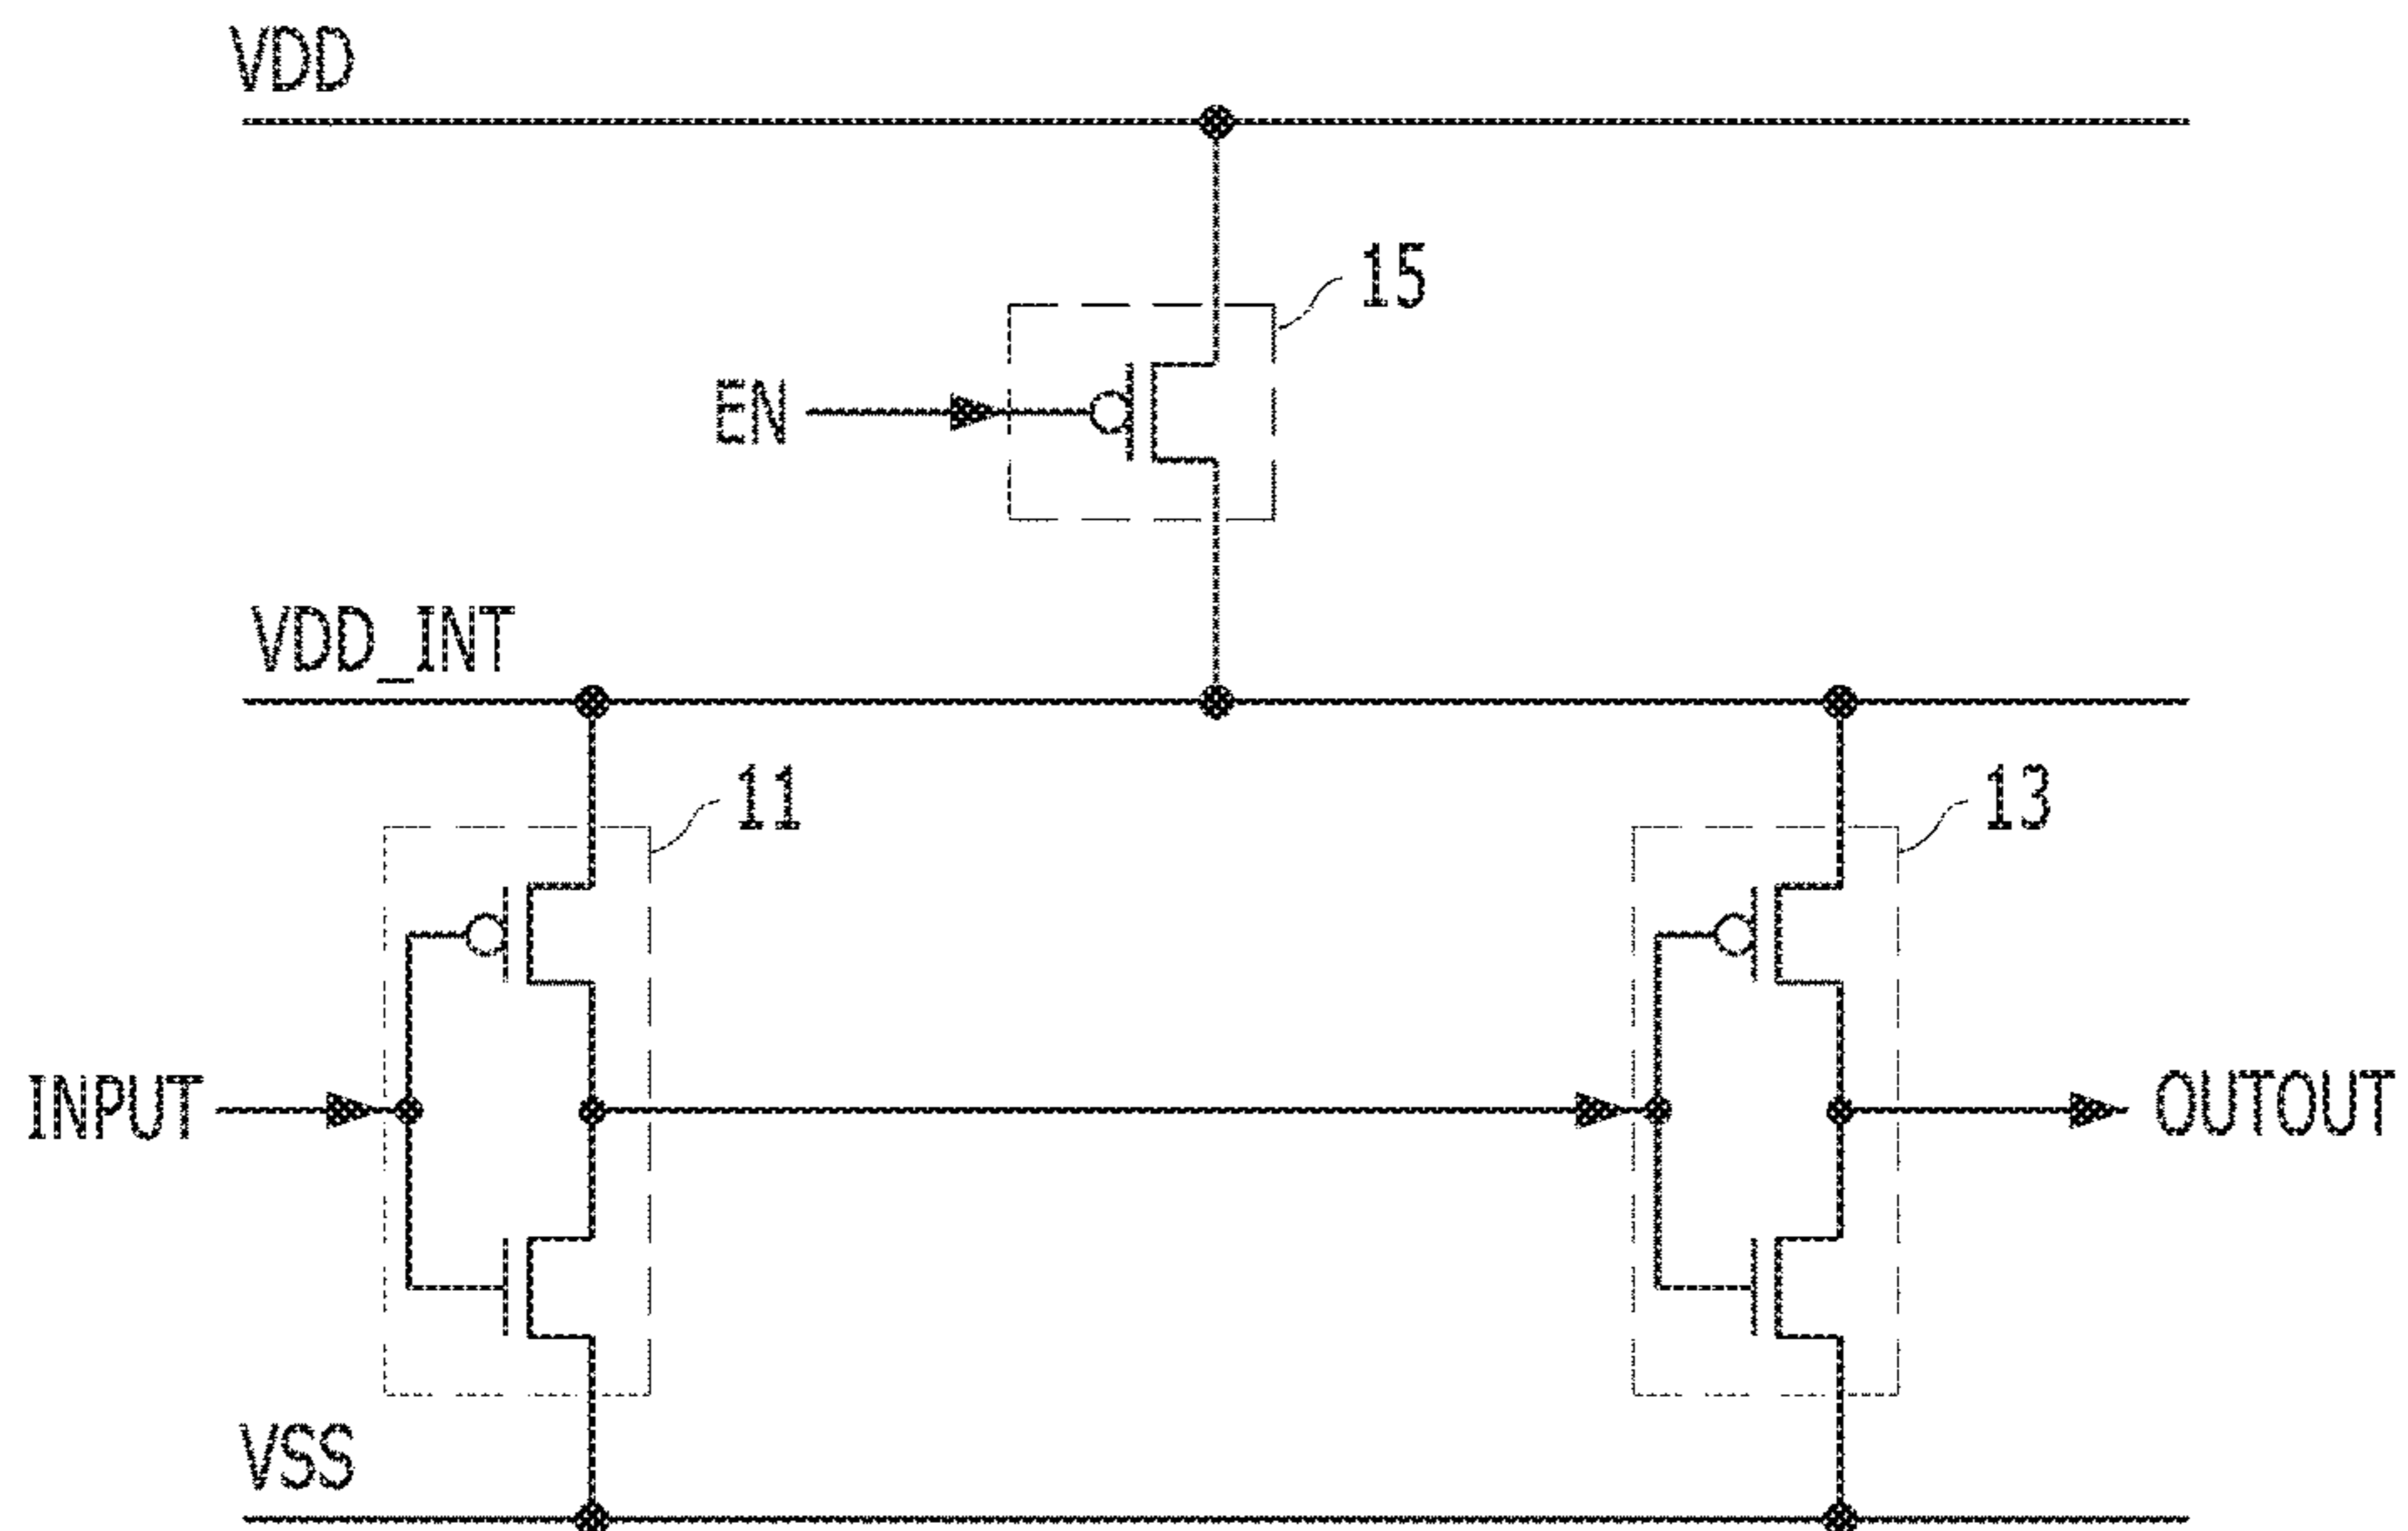 VDD
15
EN
VDD_INT
11
13
INPUT
OUTOUT
VSS